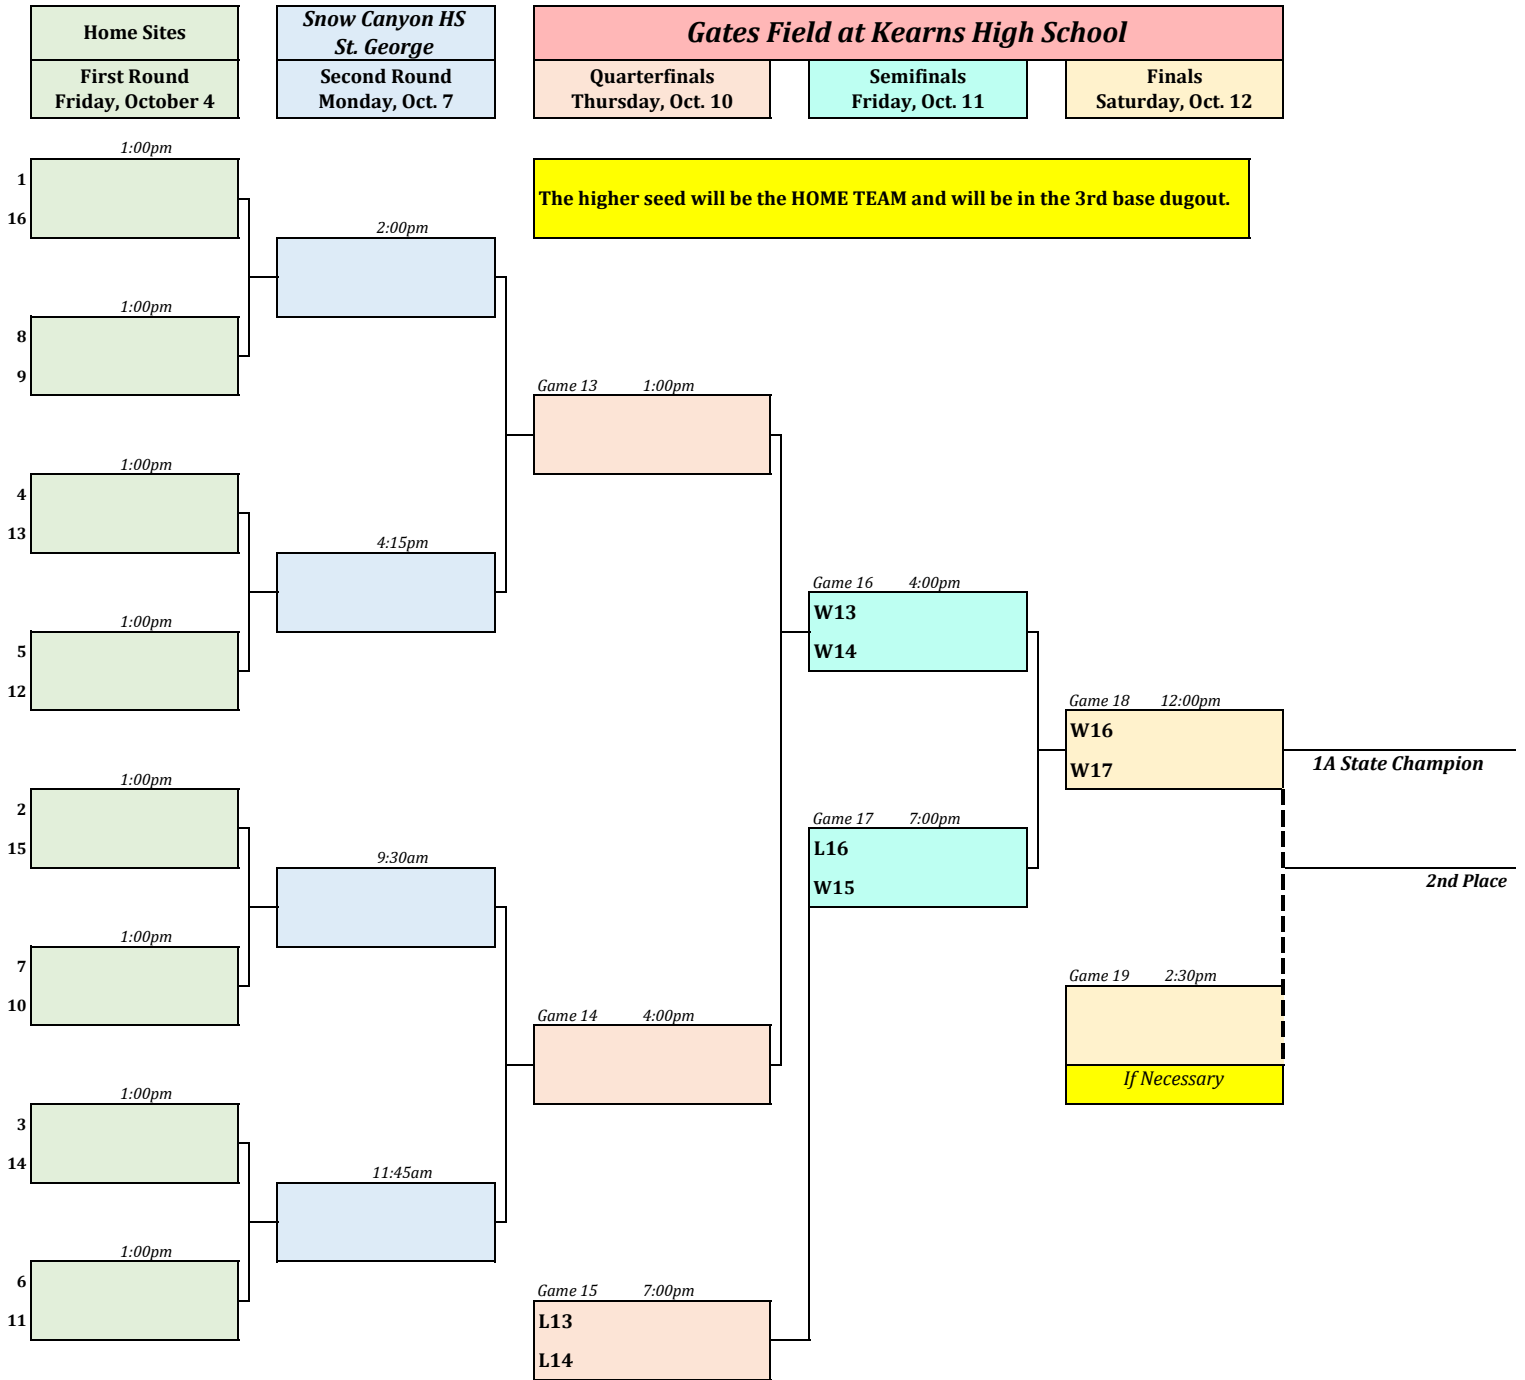 Home Sites
Snow Canyon HS
St. George
Gates Field at Kearns High School
First Round
Friday, October 4
Second Round
Monday, Oct. 7
Quarterfinals
Thursday, Oct. 10
Semifinals
Friday, Oct. 11
Finals
Saturday, Oct. 12
1:00pm
1
16
The higher seed will be the HOME TEAM and will be in the 3rd base dugout.
2:00pm
1:00pm
8
9
Game 13 1:00pm
1:00pm
4
13
4:15pm
Game 16 4:00pm
W13
W14
1:00pm
5
12
Game 18 12:00pm
W16
W17
1A State Champion
1:00pm
2
15
Game 17 7:00pm
L16
W15
9:30am
2nd Place
1:00pm
7
10
Game 19 2:30pm
If Necessary
Game 14 4:00pm
1:00pm
3
14
11:45am
1:00pm
6
11
Game 15 7:00pm
L13
L14